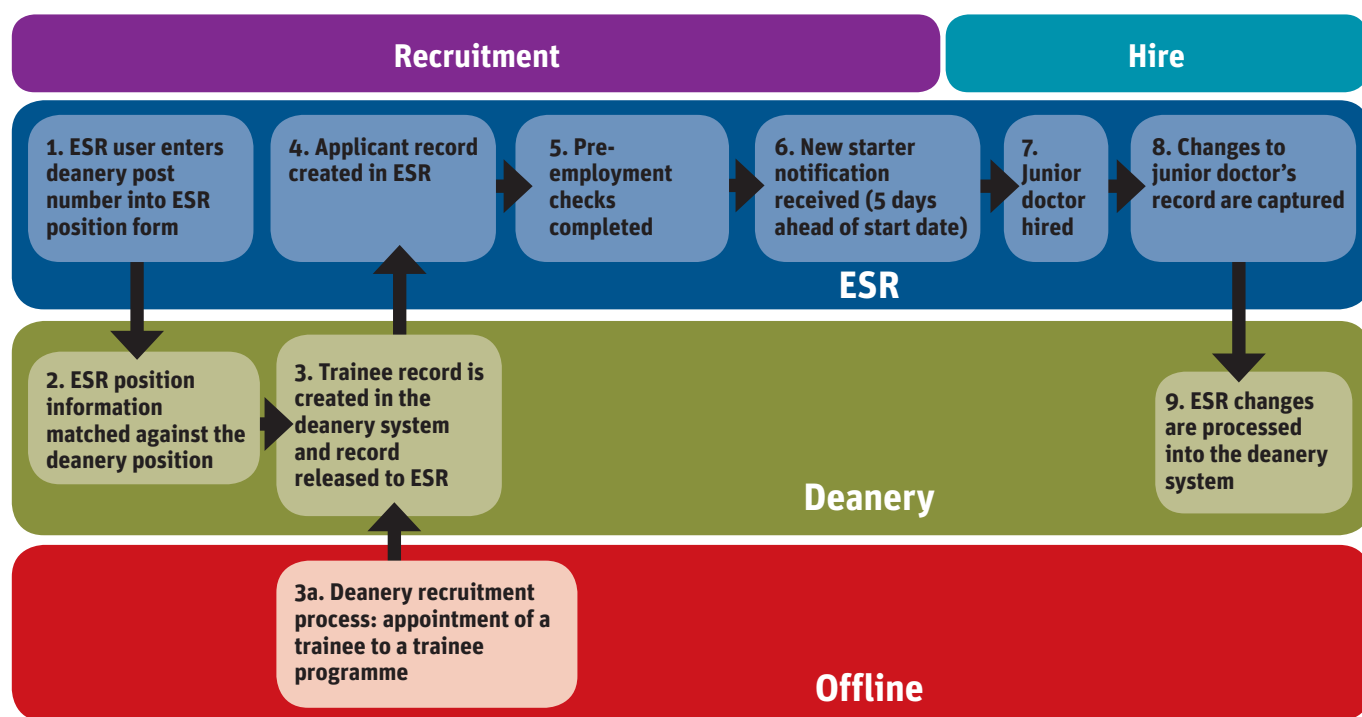 Recruitment
Hire
1. ESR user enters
deanery post
number into ESR
position form
4. Applicant record
created in ESR
5. Pre-
employment
checks
completed
6. New starter
notification
received (5 days
ahead of start date)
7.
Junior
doctor
hired
8. Changes to
junior doctor's
record are captured
ESR
2. ESR position
information
matched against the
deanery position
3. Trainee record is
created in the
deanery system
and record
released to ESR
9. ESR changes
are processed
into the deanery
system
Deanery
3a. Deanery recruitment
process: appointment of a
trainee to a trainee
programme
Offline